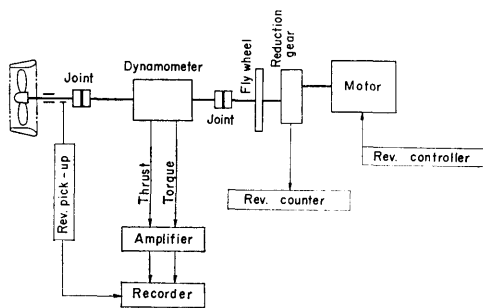 Joint
Dynamometer
Joint
Fly wheel
Reduction
gear
Motor
Rev. controller
Rev. counter
Rev. pick-up
Thrust
Torque
Amplifier
Recorder